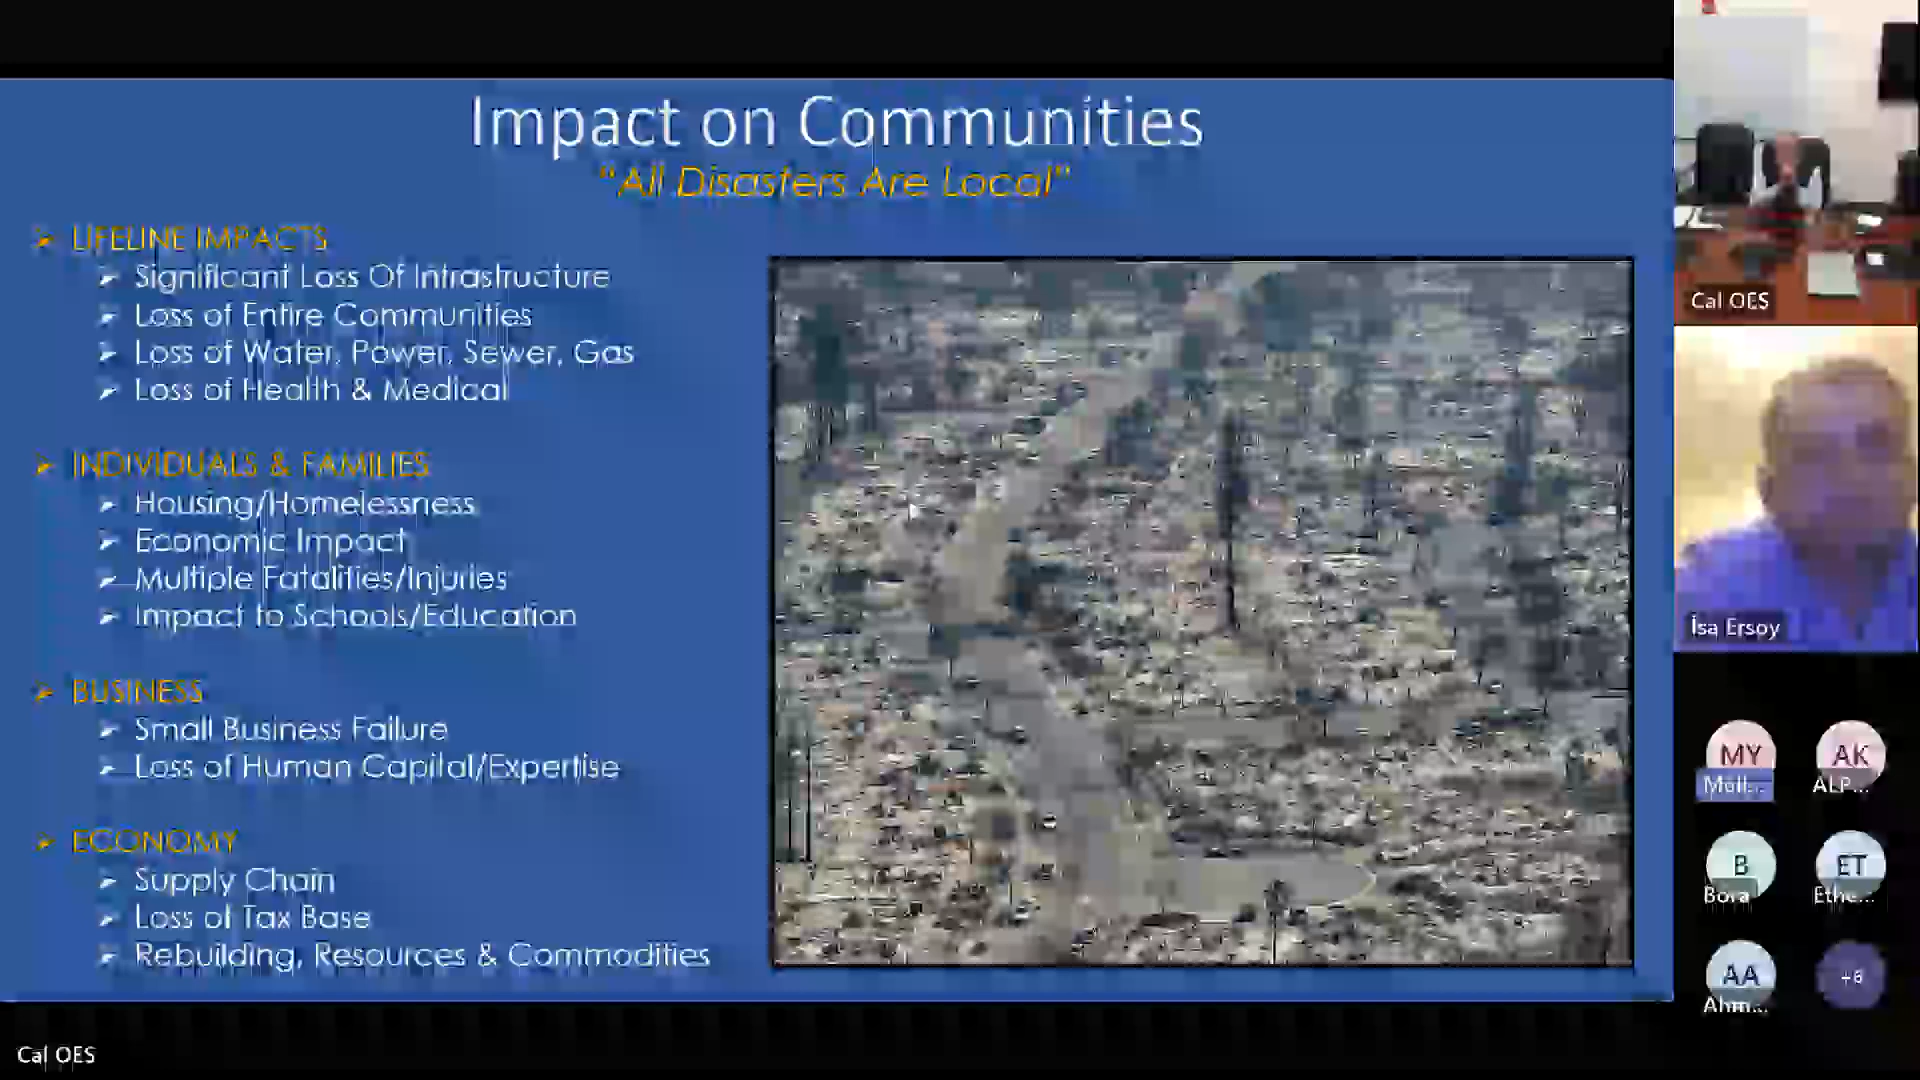 Impact on Communities
"All Disasters Are Local"
LIFELINE IMPACTS
Significant Loss Of Infrastructure
Loss of Entire Communities
Loss of Water, Power, Sewer, Gas
Loss of Health & Medical
INDIVIDUALS & FAMILIES
Housing/Homelessness
Economic Impact
Multiple Fatalities/Injuries
Impact to Schools/Education
BUSINESS
Small Business Failure
Loss of Human Capital/Expertise
ECONOMY
Supply Chain
Loss of Tax Base
Rebuilding, Resources & Commodities
Cal OES
Cal OES
İsa Ersoy
MY
AK
ALP...
B
Bora
ET
Ethe...
AA
Ahm...
+6